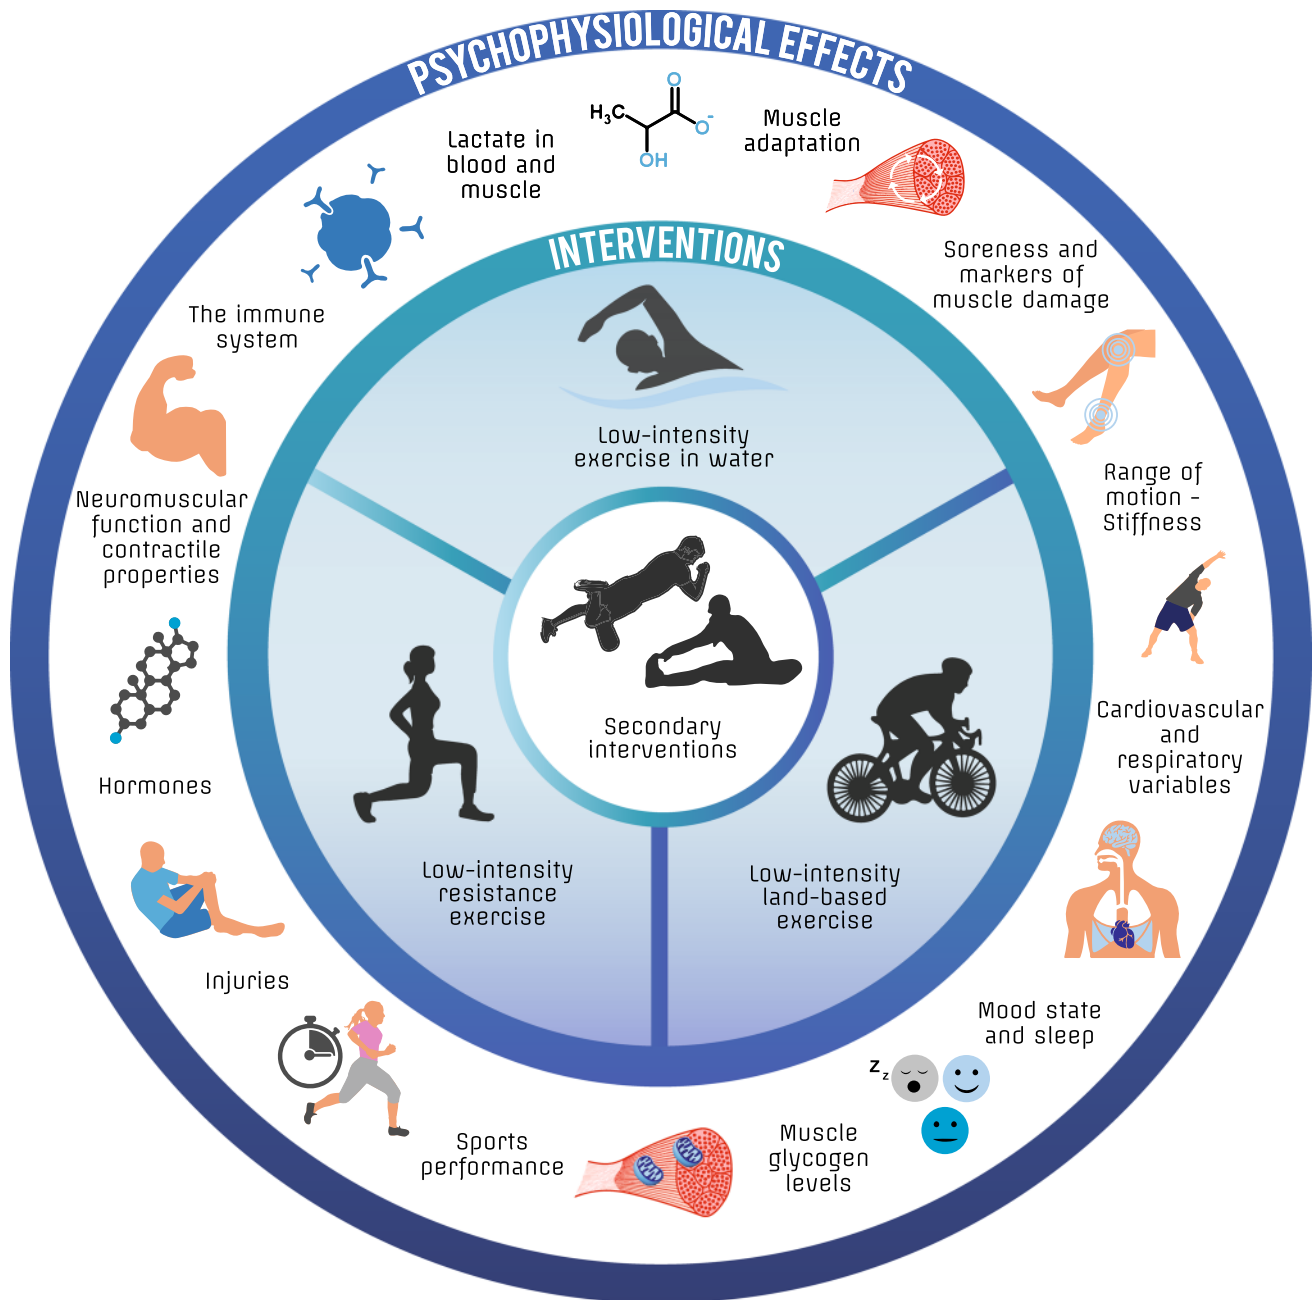 PSYCHOPHYSIOLOGICAL EFFECTS
Lactate in
blood and
muscle
H₃C
O
O⁻
OH
Muscle
adaptation
Soreness and
markers of
muscle damage
Range of
motion -
Stiffness
Cardiovascular
and
respiratory
variables
Mood state
and sleep
Z z
Muscle
glycogen
levels
Sports
performance
Injuries
Hormones
Neuromuscular
function and
contractile
properties
The immune
system
INTERVENTIONS
Low-intensity
exercise in water
Low-intensity
land-based
exercise
Low-intensity
resistance
exercise
Secondary
interventions